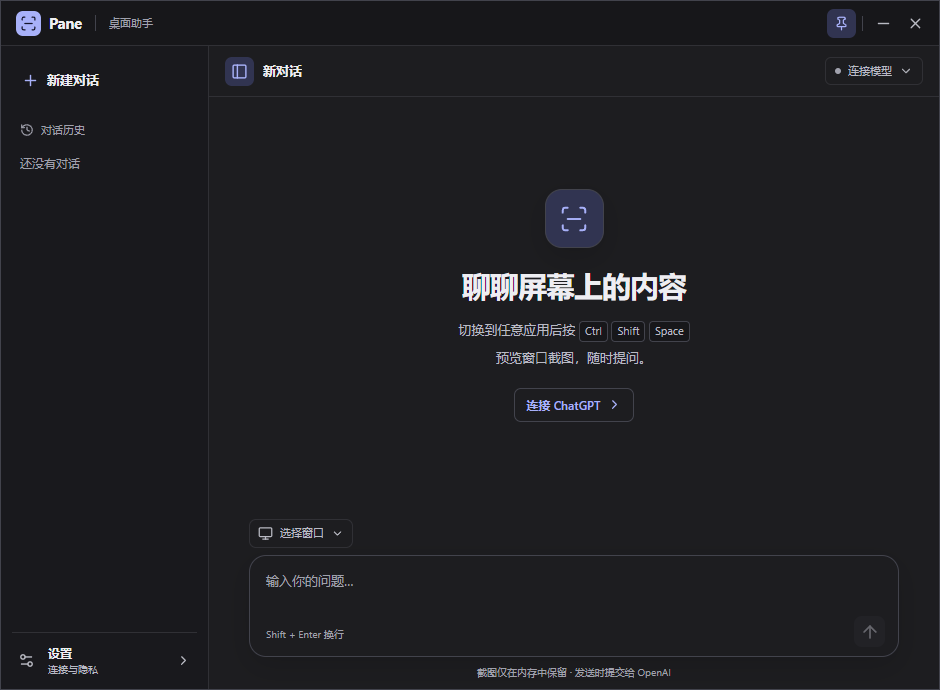 Pane 桌面助手
新建对话
对话历史
还没有对话
设置
连接与隐私
新对话
连接模型
聊聊屏幕上的内容
切换到任意应用后按 Ctrl Shift Space
预览窗口截图，随时提问。
连接 ChatGPT
选择窗口
输入你的问题...
Shift + Enter 换行
截图仅在内存中保留 · 发送时提交给 OpenAI